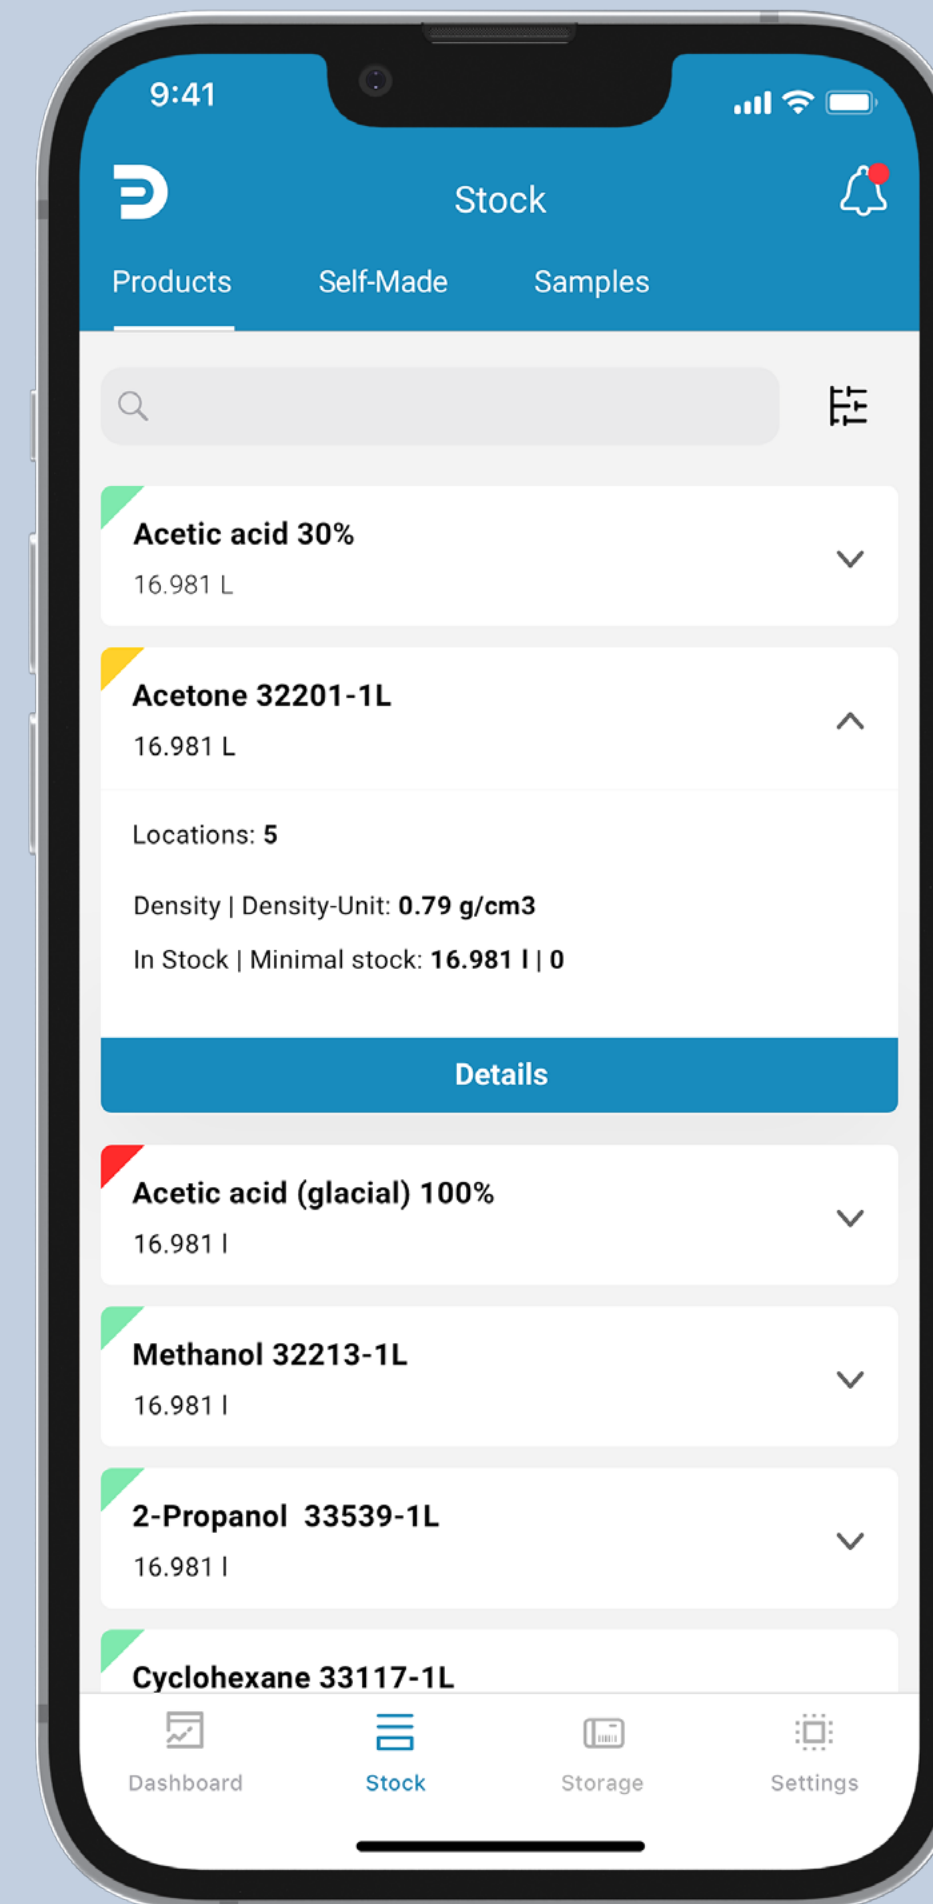 9:41
Stock
Products Self-Made Samples
Acetic acid 30%
16.981 L
Acetone 32201-1L
16.981 L
Locations: 5
Density | Density-Unit: 0.79 g/cm3
In Stock | Minimal stock: 16.981 l | 0
Details
Acetic acid (glacial) 100%
16.981 l
Methanol 32213-1L
16.981 l
2-Propanol  33539-1L
16.981 l
Cyclohexane 33117-1L
Dashboard Stock Storage Settings